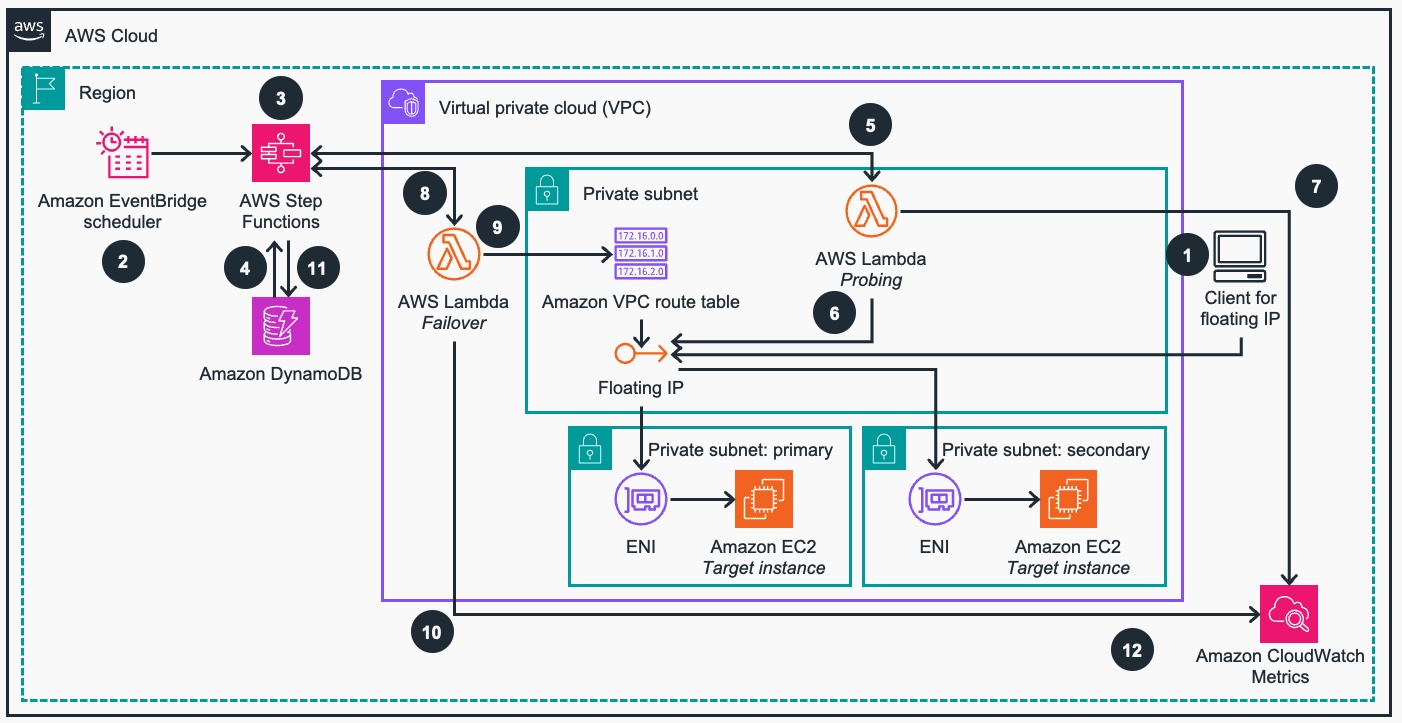 aws
AWS Cloud
Region
3
Virtual private cloud (VPC)
5
7
Amazon EventBridge
scheduler
2
AWS Step
Functions
8
9
Private subnet
172.16.0.0
172.16.1.0
172.16.2.0
AWS Lambda
Probing
1
4
11
AWS Lambda
Failover
Amazon VPC route table
6
Client for
floating IP
Amazon DynamoDB
Floating IP
Private subnet: primary
Private subnet: secondary
ENI
Amazon EC2
Target instance
ENI
Amazon EC2
Target instance
10
12
Amazon CloudWatch
Metrics